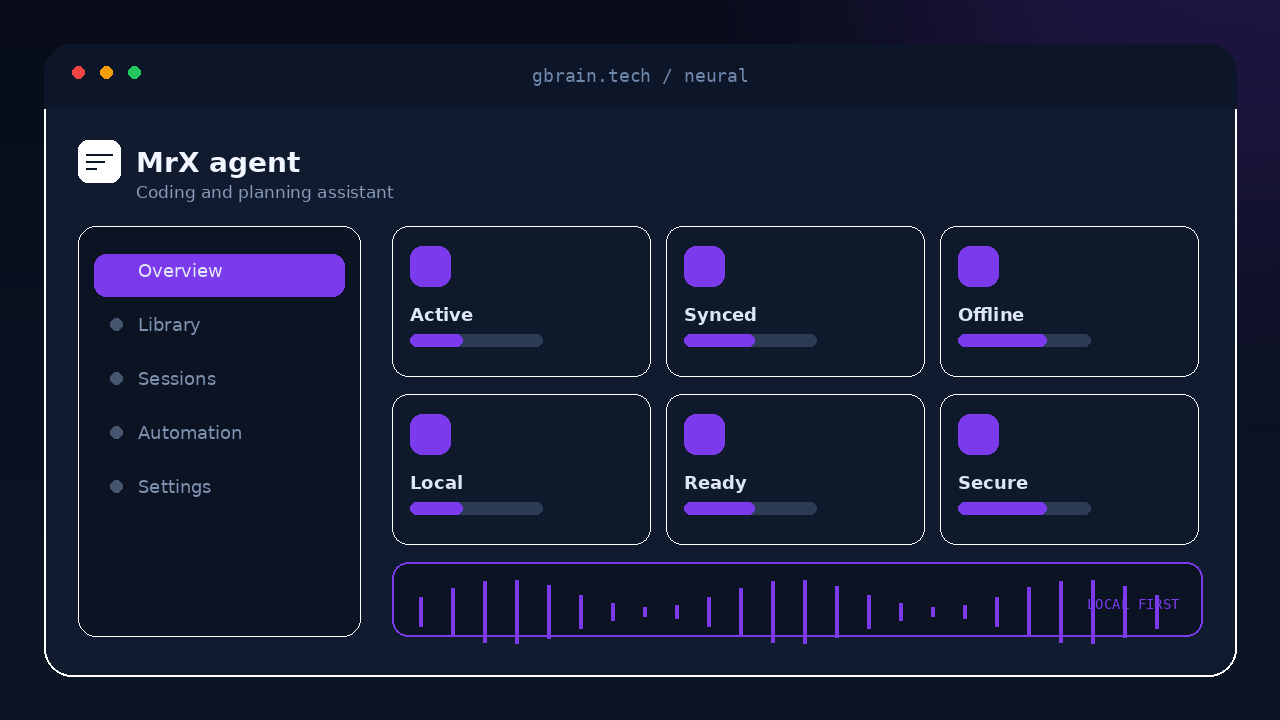 gbrain.tech / neural
MrX agent
Coding and planning assistant
Overview
Library
Sessions
Automation
Settings
Active
Synced
Offline
Local
Ready
Secure
LOCAL FIRST